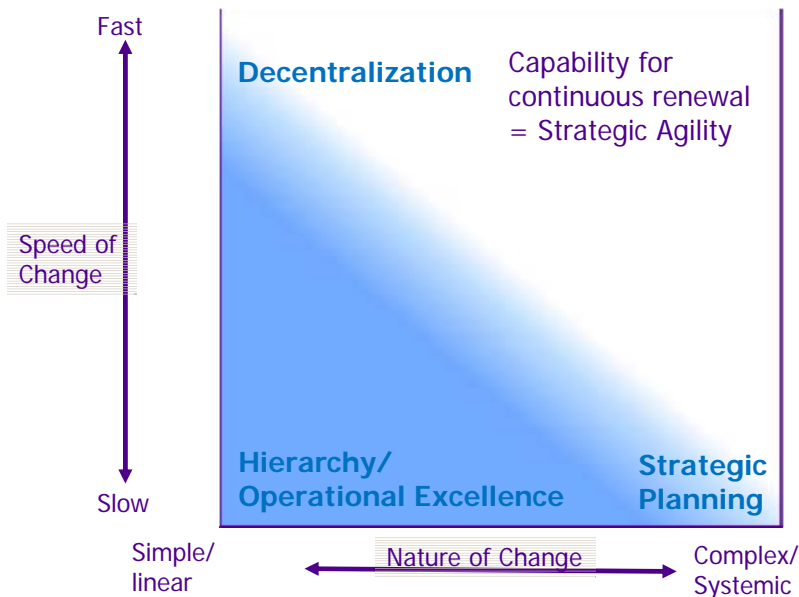 Fast
Decentralization
Capability for
continuous renewal
= Strategic Agility
Speed of
Change
Hierarchy/
Operational Excellence
Strategic
Planning
Slow
Simple/
linear
Nature of Change
Complex/
Systemic